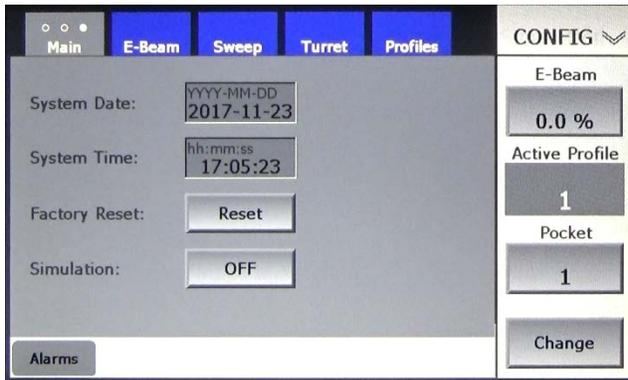 Main
E-Beam
Sweep
Turret
Profiles
CONFIG
System Date:
YYYY-MM-DD
2017-11-23
System Time:
hh:mm:ss
17:05:23
Factory Reset:
Reset
Simulation:
OFF
Alarms
E-Beam
0.0 %
Active Profile
1
Pocket
1
Change